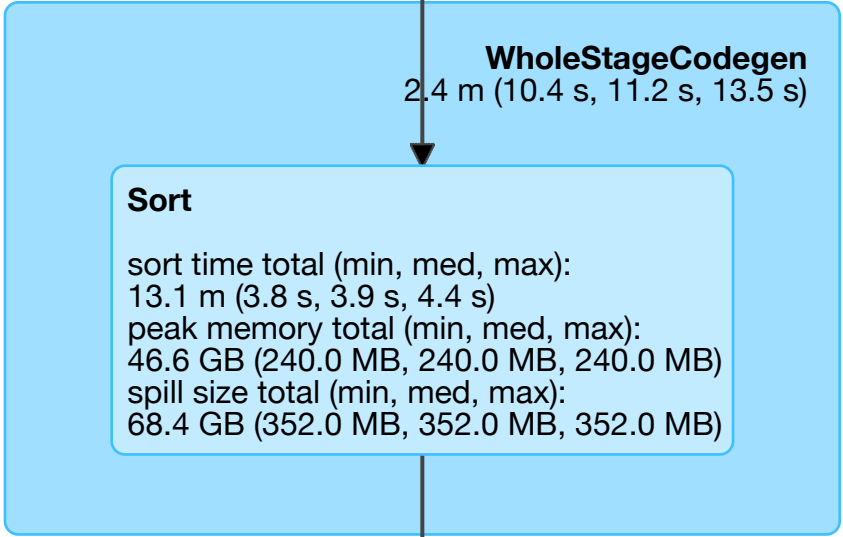 WholeStageCodegen
2.4 m (10.4 s, 11.2 s, 13.5 s)
Sort
sort time total (min, med, max):
13.1 m (3.8 s, 3.9 s, 4.4 s)
peak memory total (min, med, max):
46.6 GB (240.0 MB, 240.0 MB, 240.0 MB)
spill size total (min, med, max):
68.4 GB (352.0 MB, 352.0 MB, 352.0 MB)